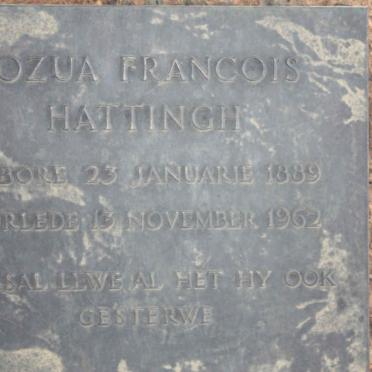 OZUA FRANCOIS
HATTINGH
BORE 23 JANUARIE 1889
RLEDE 13 NOVEMBER 1962
SAL LEWE AL HET HY OOK
GESTERWE